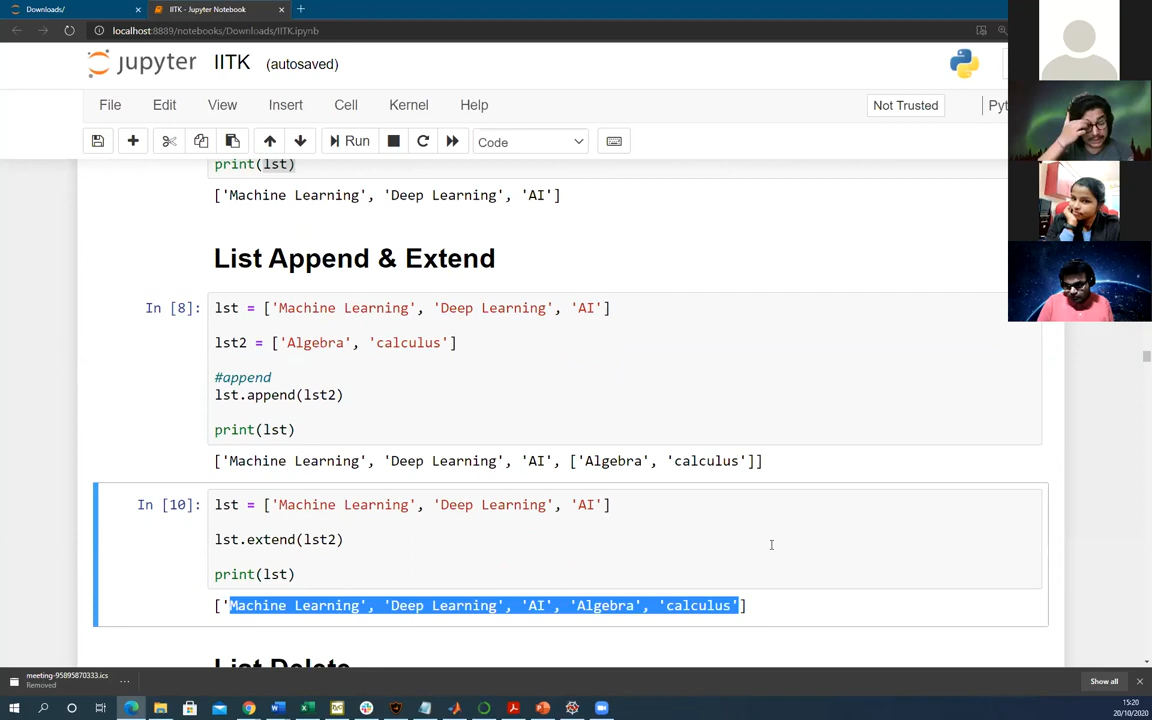 Downloads/
IITK - Jupyter Notebook
localhost:8889/notebooks/Downloads/IITK.ipynb
jupyter IITK (autosaved)
File Edit View Insert Cell Kernel Help Not Trusted Pyt
Run Code
print(lst)
['Machine Learning', 'Deep Learning', 'AI']
List Append & Extend
In [8]: lst = ['Machine Learning', 'Deep Learning', 'AI']
lst2 = ['Algebra', 'calculus']
#append
lst.append(lst2)
print(lst)
['Machine Learning', 'Deep Learning', 'AI', ['Algebra', 'calculus']]
In [10]: lst = ['Machine Learning', 'Deep Learning', 'AI']
lst.extend(lst2)
print(lst)
['Machine Learning', 'Deep Learning', 'AI', 'Algebra', 'calculus']
List Delete
meeting-95895870333.ics
Removed
Show all
15:20
20/10/2020